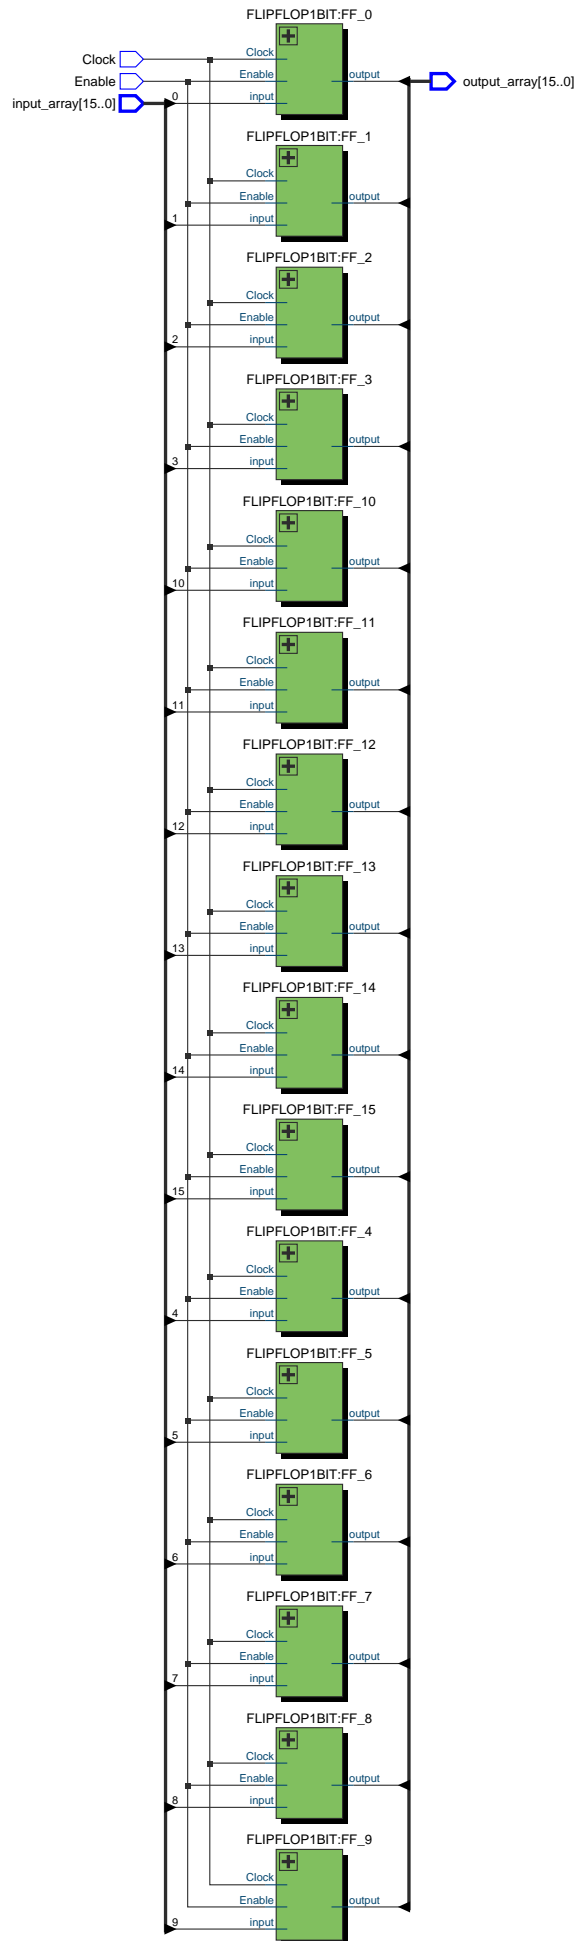 FLIPFLOP1BIT:FF_0
Clock Clock
Enable Enable output output_array[15..0]
input_array[15..0] 0 input
FLIPFLOP1BIT:FF_1
Clock
Enable output
1 input
FLIPFLOP1BIT:FF_2
Clock
Enable output
2 input
FLIPFLOP1BIT:FF_3
Clock
Enable output
3 input
FLIPFLOP1BIT:FF_10
Clock
Enable output
10 input
FLIPFLOP1BIT:FF_11
Clock
Enable output
11 input
FLIPFLOP1BIT:FF_12
Clock
Enable output
12 input
FLIPFLOP1BIT:FF_13
Clock
Enable output
13 input
FLIPFLOP1BIT:FF_14
Clock
Enable output
14 input
FLIPFLOP1BIT:FF_15
Clock
Enable output
15 input
FLIPFLOP1BIT:FF_4
Clock
Enable output
4 input
FLIPFLOP1BIT:FF_5
Clock
Enable output
5 input
FLIPFLOP1BIT:FF_6
Clock
Enable output
6 input
FLIPFLOP1BIT:FF_7
Clock
Enable output
7 input
FLIPFLOP1BIT:FF_8
Clock
Enable output
8 input
FLIPFLOP1BIT:FF_9
Clock
Enable output
9 input